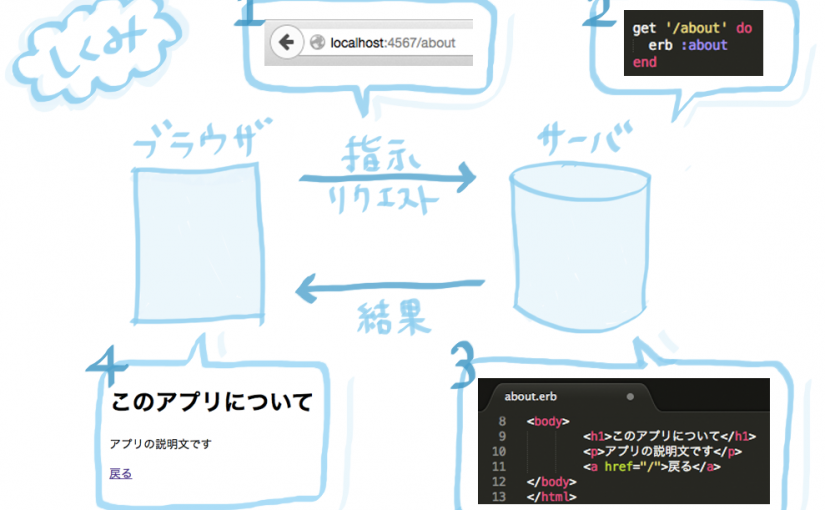 しくみ
1
localhost:4567/about
2
get '/about' do
erb :about
end
ブラウザ
指示
リクエスト
サーバ
結果
4
このアプリについて
アプリの説明文です
戻る
3
about.erb
8 <body>
9 <h1>このアプリについて</h1>
10 <p>アプリの説明文です</p>
11 <a href="/">戻る</a>
12 </body>
13 </html>